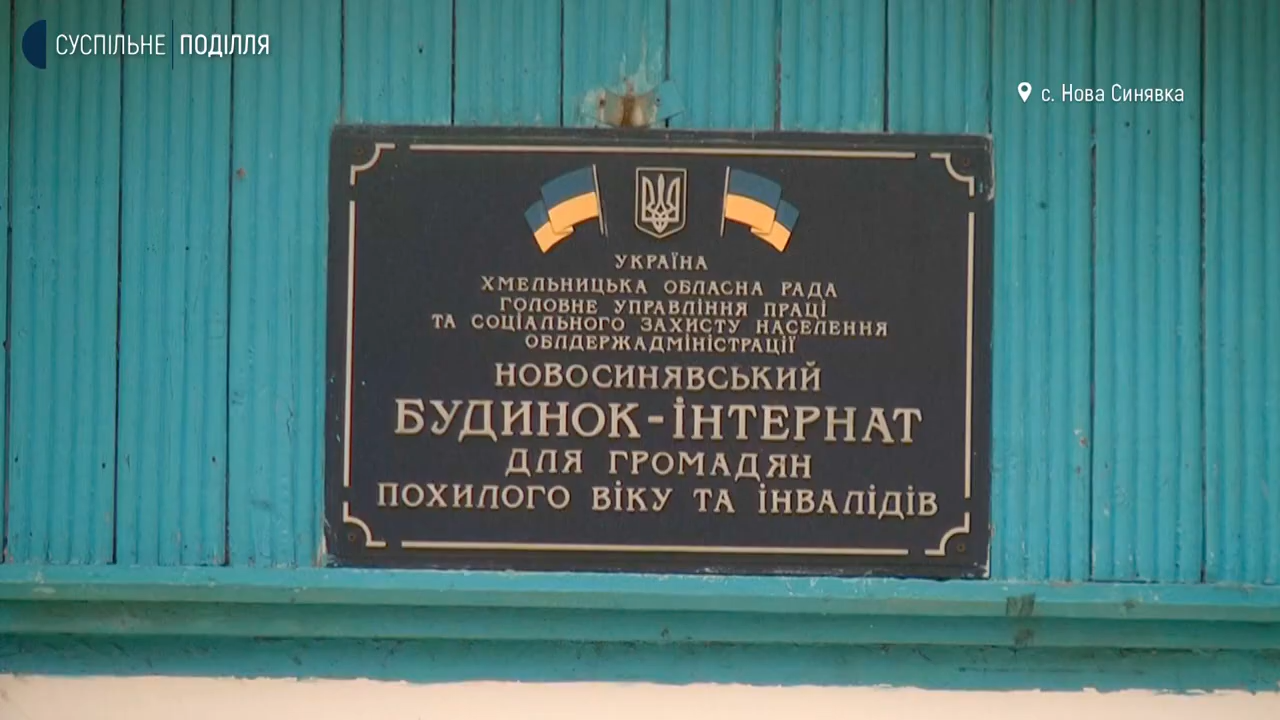 СУСПІЛЬНЕ ПОДІЛЛЯ
с. Нова Синявка
УКРАЇНА
ХМЕЛЬНИЦЬКА ОБЛАСНА РАДА
ГОЛОВНЕ УПРАВЛІННЯ ПРАЦІ
ТА СОЦІАЛЬНОГО ЗАХИСТУ НАСЕЛЕННЯ
ОБЛДЕРЖАДМІНІСТРАЦІЇ
НОВОСИНЯВСЬКИЙ
БУДИНОК-ІНТЕРНАТ
ДЛЯ ГРОМАДЯН
ПОХИЛОГО ВІКУ ТА ІНВАЛІДІВ